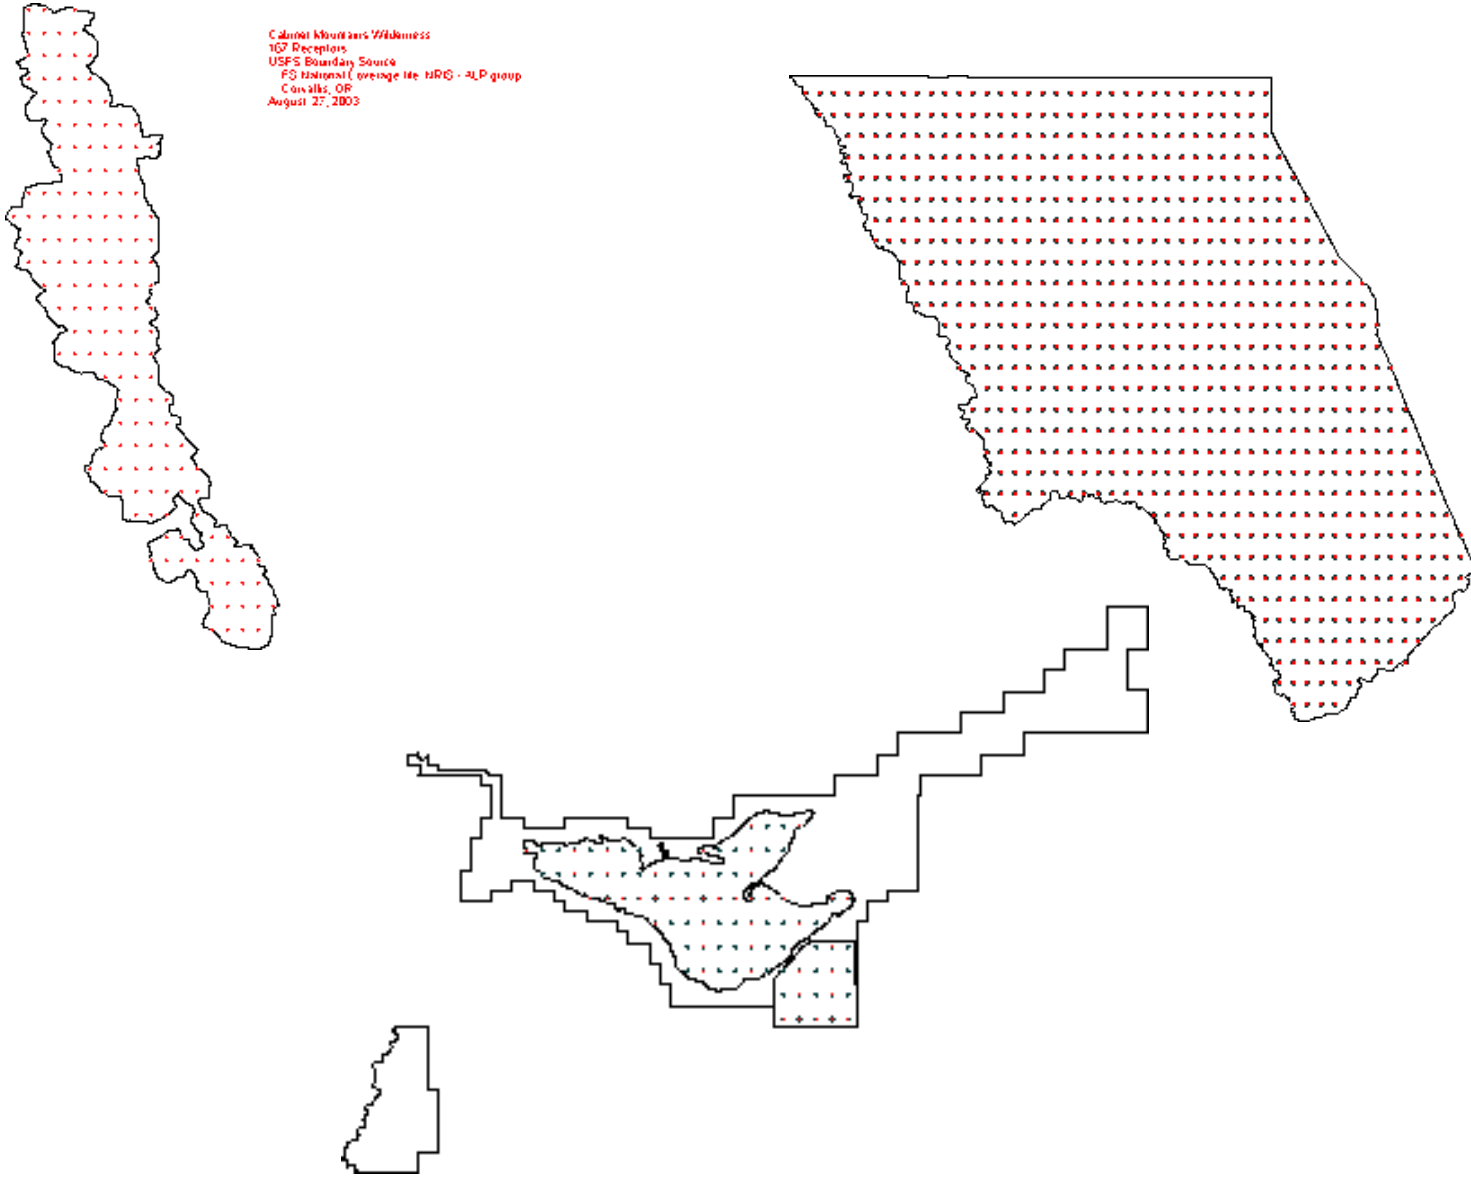 Cabinet Mountains Wilderness
167 Receptors
USFS Boundary Source
FS National Coverage file NRIS - ALP group
Corvallis, OR
August 27, 2003